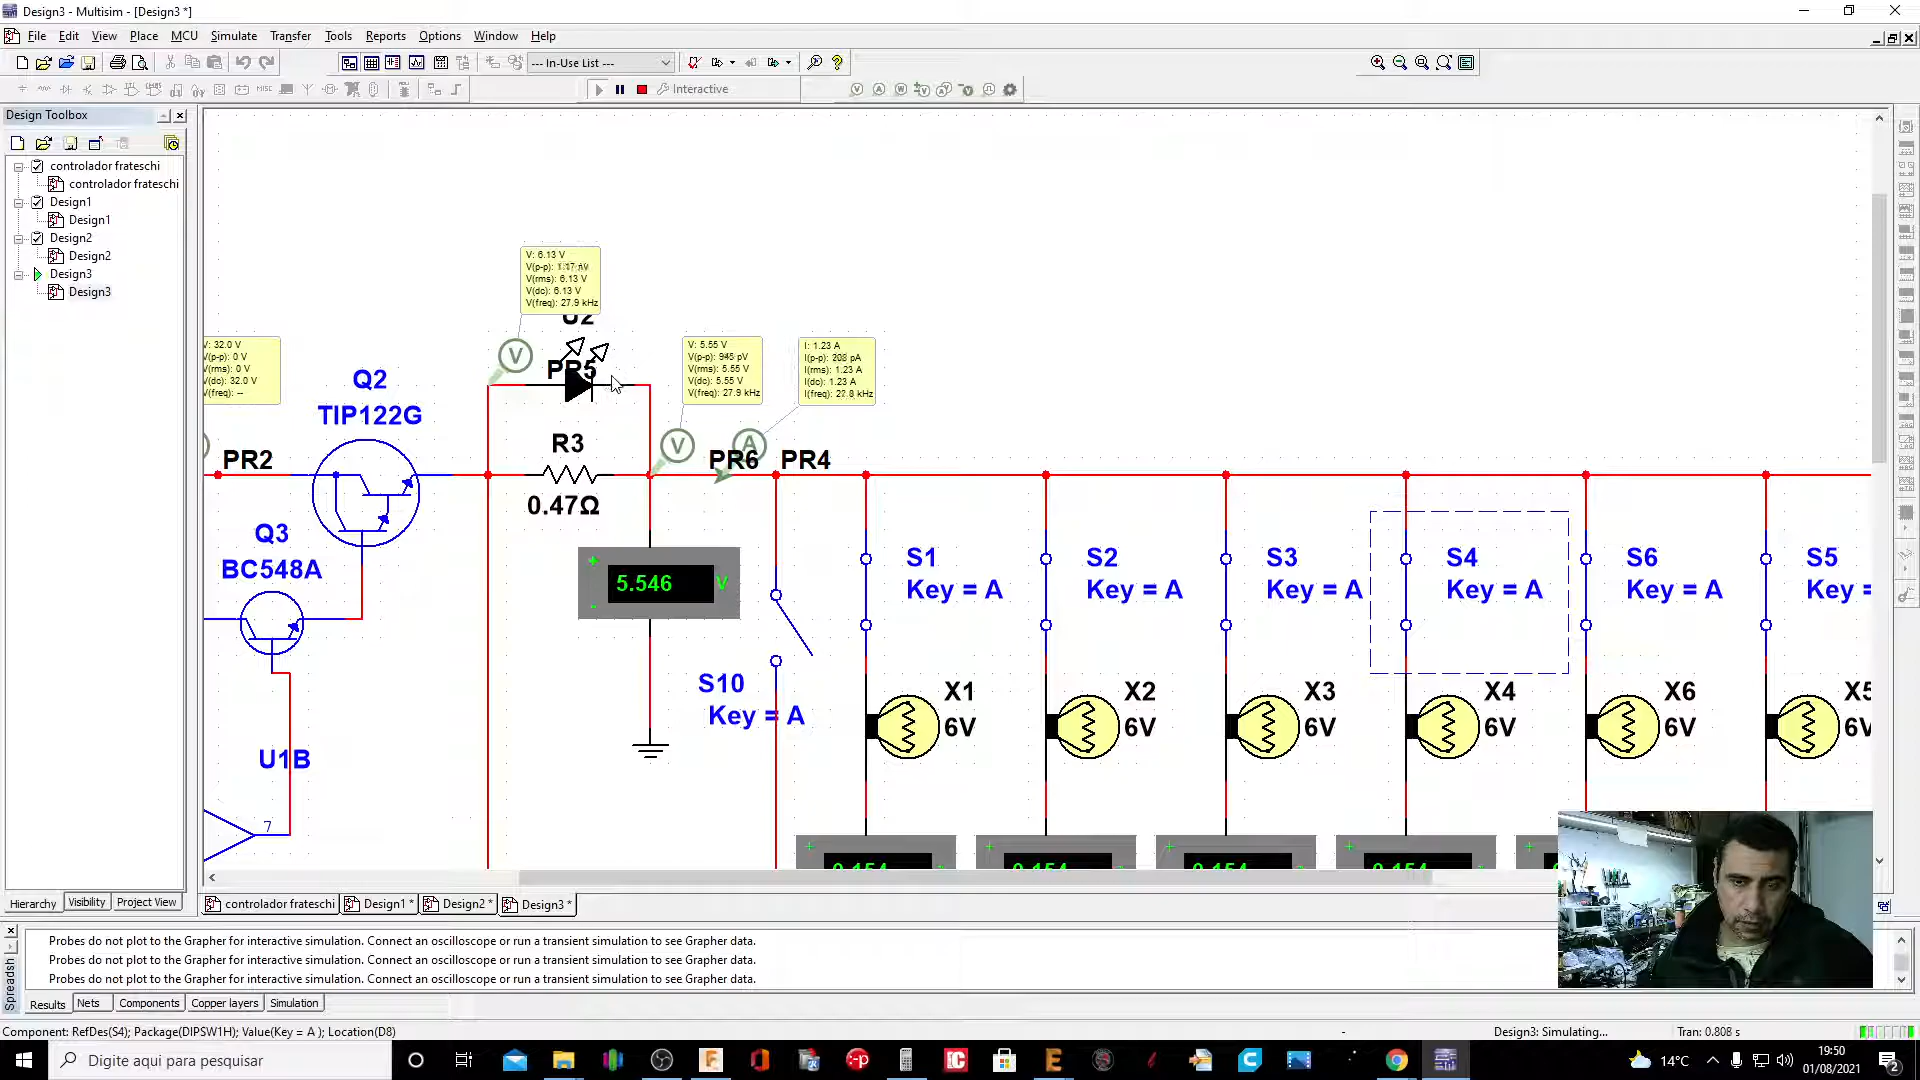 Design3 - Multisim - [Design3 *]
File Edit View Place MCU Simulate Transfer Tools Reports Options Window Help
--- In-Use List ---
Interactive
Design Toolbox
controlador frateschi
controlador frateschi
Design1
Design1
Design2
Design2
Design3
Design3
V: 6.13 V
V(p-p):
V(rms): 6.13 V
V(dc): 6.13 V
V(freq): 27.9 kHz
U2
V
PR5
V: 32.0 V
V(p-p): 0 V
V(rms): 0 V
V(dc): 32.0 V
V(freq): --
V: 5.55 V
V(p-p): 945 pV
V(rms): 5.55 V
V(dc): 5.55 V
V(freq): 27.9 kHz
I: 1.23 A
I(p-p): 208 pA
I(rms): 1.23 A
I(dc): 1.23 A
I(freq): 27.8 kHz
Q2
TIP122G
PR2
R3
0.47Ω
V
A
PR6
PR4
Q3
BC548A
5.546 V
S10
Key = A
S1
Key = A
S2
Key = A
S3
Key = A
S4
Key = A
S6
Key = A
S5
Key =
X1
6V
X2
6V
X3
6V
X4
6V
X6
6V
X5
6V
U1B
7
0.154
0.154
0.154
0.154
Hierarchy Visibility Project View
controlador frateschi Design1 * Design2 * Design3 *
Probes do not plot to the Grapher for interactive simulation. Connect an oscilloscope or run a transient simulation to see Grapher data.
Probes do not plot to the Grapher for interactive simulation. Connect an oscilloscope or run a transient simulation to see Grapher data.
Probes do not plot to the Grapher for interactive simulation. Connect an oscilloscope or run a transient simulation to see Grapher data.
Spreadsh
Results Nets Components Copper layers Simulation
Component: RefDes(S4); Package(DIPSW1H); Value(Key = A ); Location(D8)
-
Design3: Simulating...
Tran: 0.808 s
Digite aqui para pesquisar
14°C
19:50
01/08/2021
2